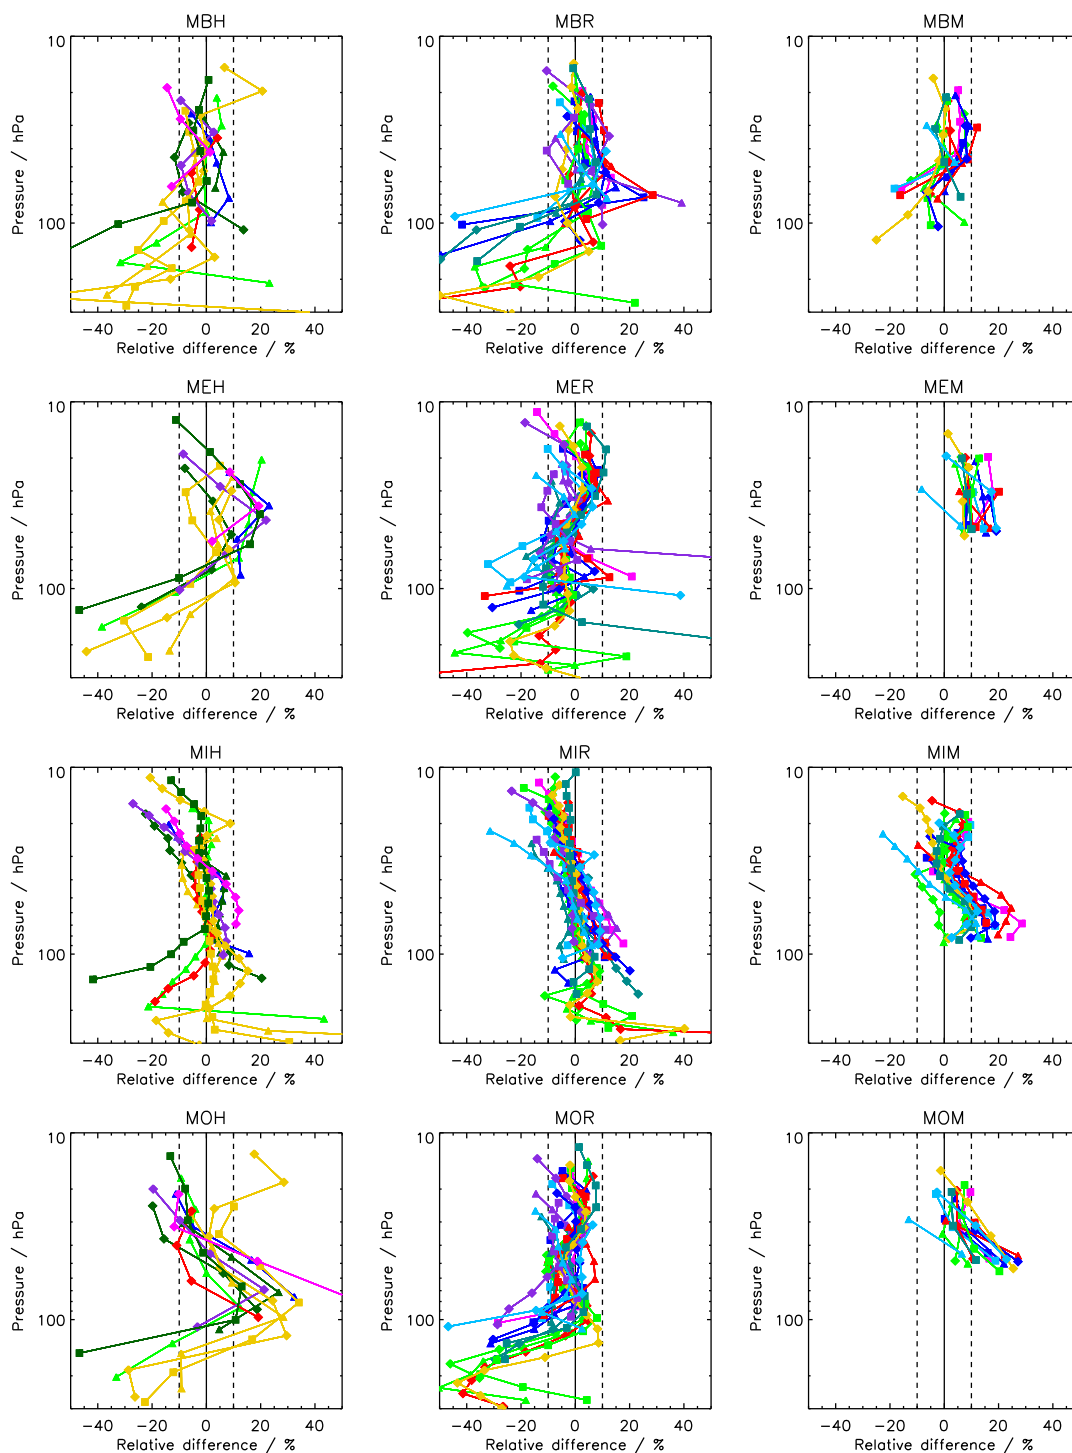 MBH MBR MBM
10 10 10
Pressure / hPa Pressure / hPa Pressure / hPa
100 100 100
−40 −20 0 20 40 −40 −20 0 20 40 −40 −20 0 20 40
Relative difference / % Relative difference / % Relative difference / %
MEH MER MEM
10 10 10
Pressure / hPa Pressure / hPa Pressure / hPa
100 100 100
−40 −20 0 20 40 −40 −20 0 20 40 −40 −20 0 20 40
Relative difference / % Relative difference / % Relative difference / %
MIH MIR MIM
10 10 10
Pressure / hPa Pressure / hPa Pressure / hPa
100 100 100
−40 −20 0 20 40 −40 −20 0 20 40 −40 −20 0 20 40
Relative difference / % Relative difference / % Relative difference / %
MOH MOR MOM
10 10 10
Pressure / hPa Pressure / hPa Pressure / hPa
100 100 100
−40 −20 0 20 40 −40 −20 0 20 40 −40 −20 0 20 40
Relative difference / % Relative difference / % Relative difference / %